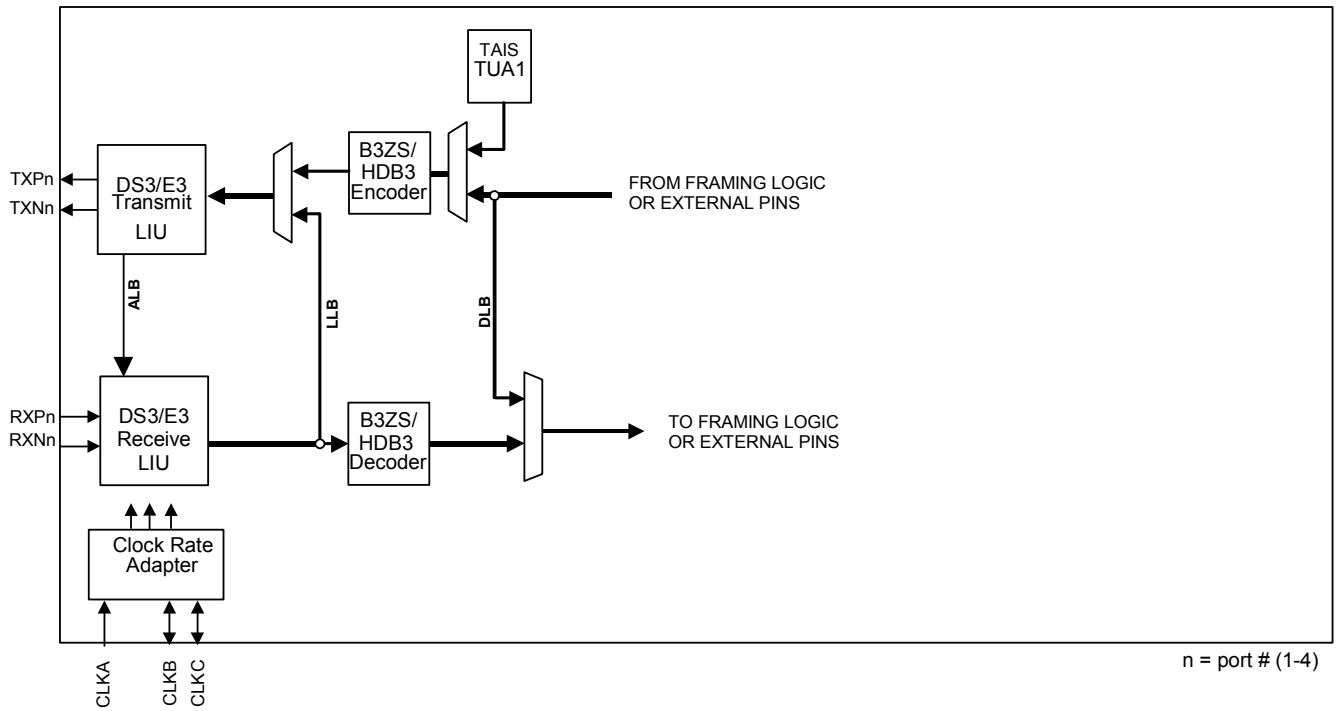 TAIS
TUA1
B3ZS/
HDB3
Encoder
TXPn
TXNn
DS3/E3
Transmit
LIU
FROM FRAMING LOGIC
OR EXTERNAL PINS
ALB
LLB
DLB
RXPn
RXNn
DS3/E3
Receive
LIU
B3ZS/
HDB3
Decoder
TO FRAMING LOGIC
OR EXTERNAL PINS
Clock Rate
Adapter
CLKA
CLKB
CLKC
n = port # (1-4)